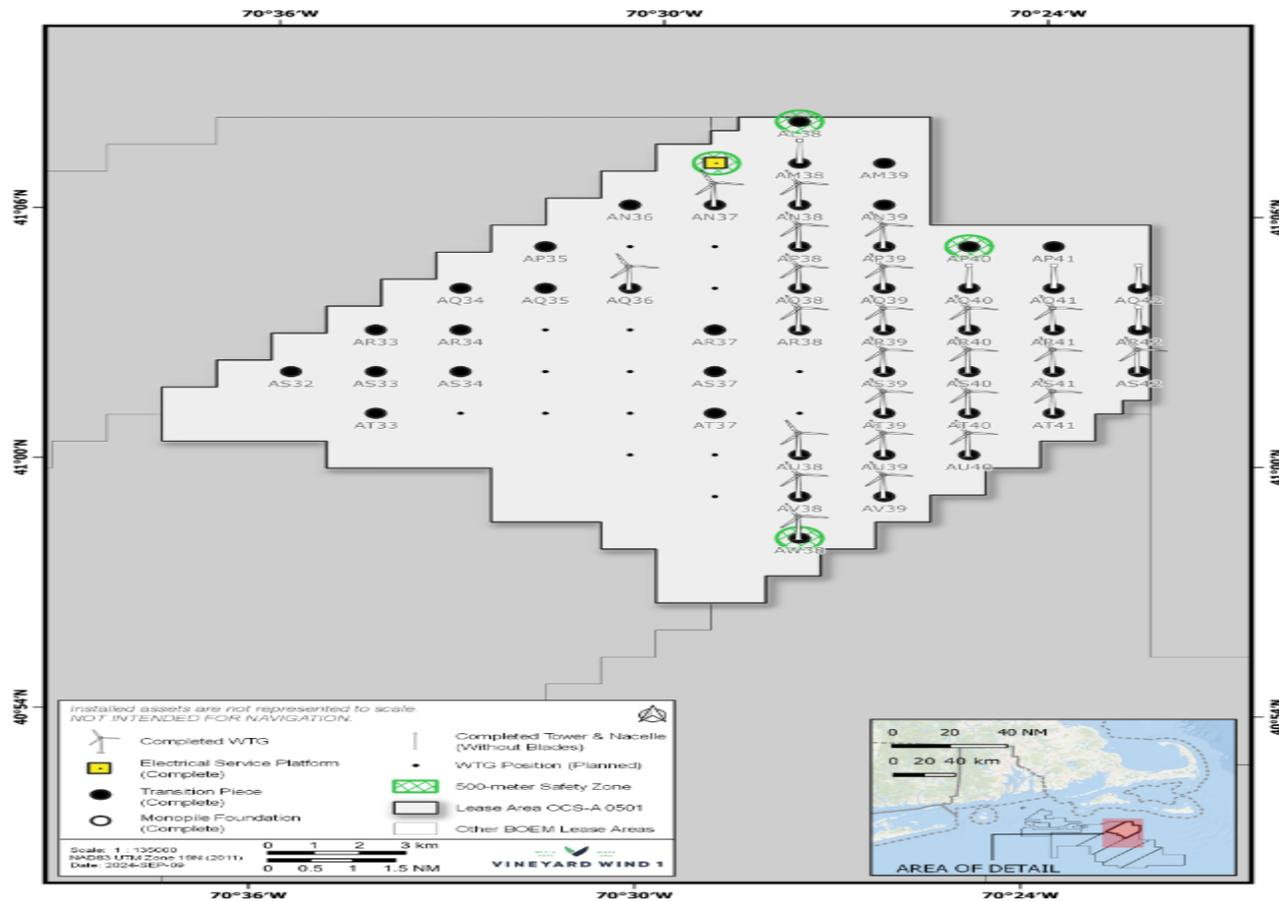 70°36'W 70°30'W 70°24'W
AL38
AM38 AM39
AN36 AN37 AN38 AN39
41°06'N 41°06'N
AP35 AP38 AP39 AP40 AP41
AQ34 AQ35 AQ36 AQ38 AQ39 AQ40 AQ41 AQ42
AR33 AR34 AR37 AR38 AR39 AR40 AR41 AR42
AS32 AS33 AS34 AS37 AS39 AS40 AS41 AS42
AT33 AT37 AT39 AT40 AT41
41°00'N 41°00'N
AU38 AU39 AU40
AV38 AV39
AW38
40°54'N 40°54'N
Installed assets are not represented to scale.
NOT INTENDED FOR NAVIGATION.
Completed WTG
Electrical Service Platform
(Complete)
Transition Piece
(Complete)
Monopile Foundation
(Complete)
Completed Tower & Nacelle
(Without Blades)
WTG Position (Planned)
500-meter Safety Zone
Lease Area OCS-A 0501
Other BOEM Lease Areas
Scale: 1 : 135000
NAD83 UTM Zone 19N (2011)
Date: 2024-SEP-09
0 1 2 3 km
0 0.5 1 1.5 NM
VINEYARD WIND 1
0 20 40 NM
0 20 40 km
AREA OF DETAIL
70°36'W 70°30'W 70°24'W